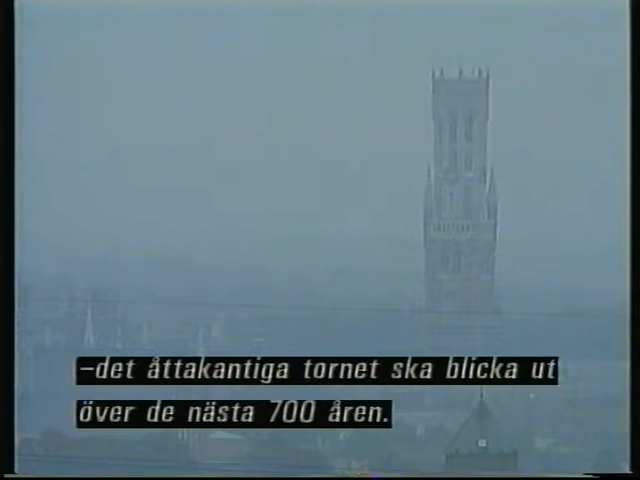 –det åttakantiga tornet ska blicka ut
över de nästa 700 åren.